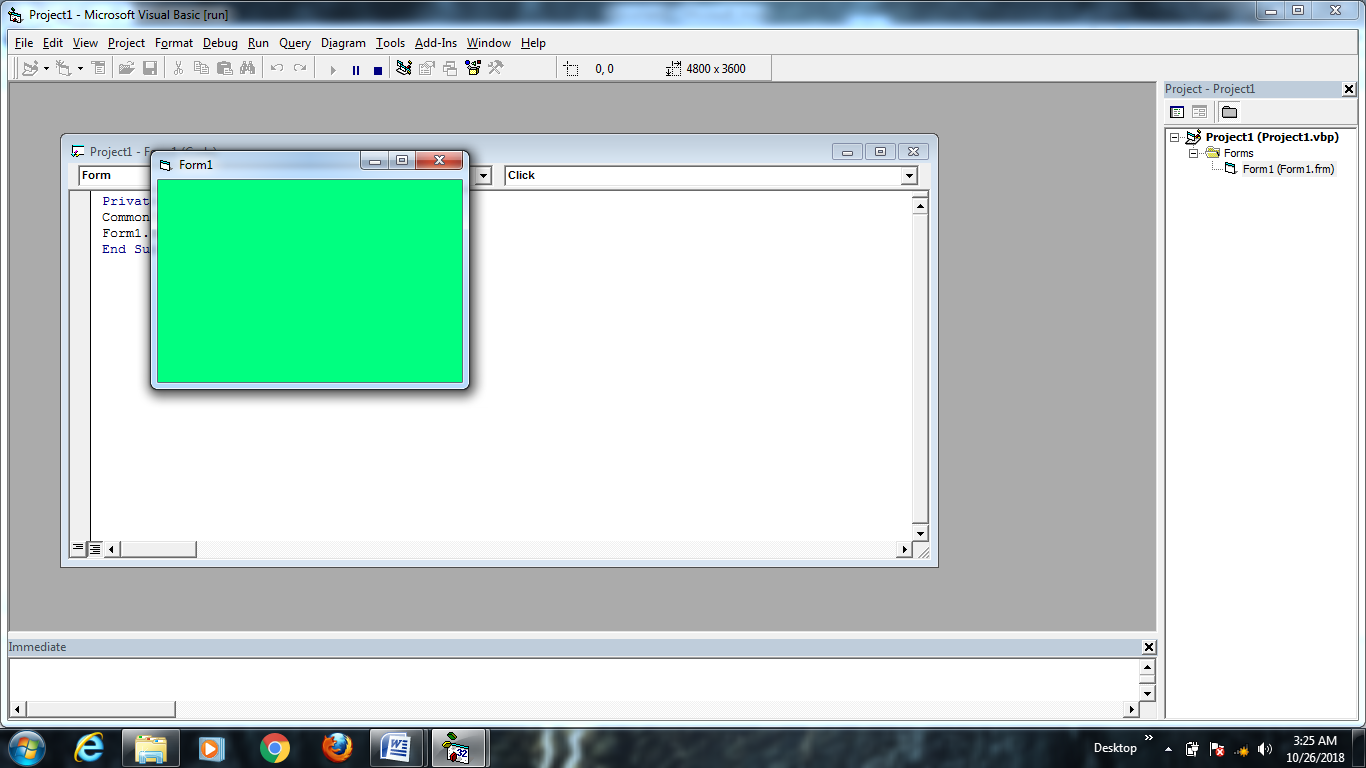 Project1 - Microsoft Visual Basic [run]
File Edit View Project Format Debug Run Query Diagram Tools Add-Ins Window Help
0, 0 4800 x 3600
Project - Project1
Project1 (Project1.vbp)
Forms
Form1 (Form1.frm)
Project1 -
Form1
Form Click
Privat
Common
Form1.
End Su
Immediate
Desktop
3:25 AM
10/26/2018